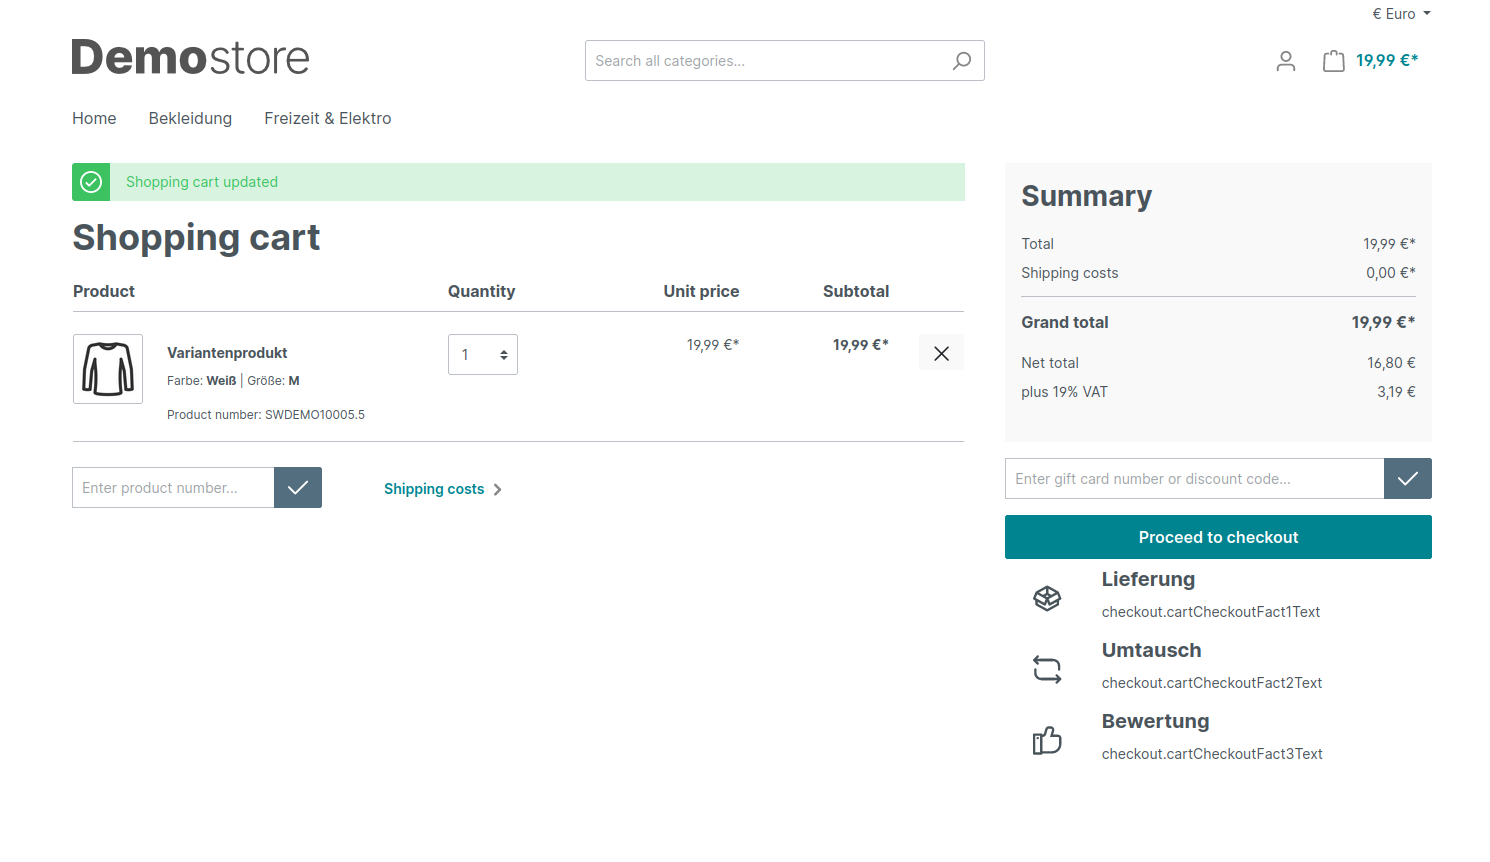 € Euro
Demostore
Search all categories...
19,99 €*
Home Bekleidung Freizeit & Elektro
Shopping cart updated
Shopping cart
Product Quantity Unit price Subtotal
Variantenprodukt
1 19,99 €* 19,99 €*
Farbe: Weiß | Größe: M
Product number: SWDEMO10005.5
Enter product number...
Shipping costs
Summary
Total 19,99 €*
Shipping costs 0,00 €*
Grand total 19,99 €*
Net total 16,80 €
plus 19% VAT 3,19 €
Enter gift card number or discount code...
Proceed to checkout
Lieferung
checkout.cartCheckoutFact1Text
Umtausch
checkout.cartCheckoutFact2Text
Bewertung
checkout.cartCheckoutFact3Text